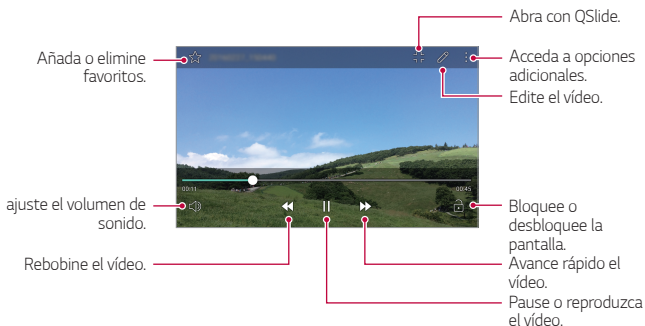 Abra con QSlide.
Añada o elimine
favoritos.
Acceda a opciones
adicionales.
Edite el vídeo.
00:11
00:45
ajuste el volumen de
sonido.
Bloquee o
desbloquee la
pantalla.
Rebobine el vídeo.
Avance rápido el
vídeo.
Pause o reproduzca
el vídeo.